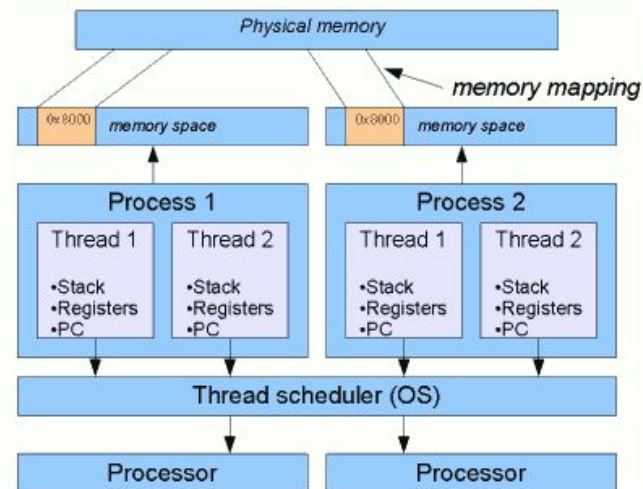 Physical memory
memory mapping
0x8000
memory space
0x8000
memory space
Process 1
Process 2
Thread 1
•Stack
•Registers
•PC
Thread 2
•Stack
•Registers
•PC
Thread 1
•Stack
•Registers
•PC
Thread 2
•Stack
•Registers
•PC
Thread scheduler (OS)
Processor
Processor